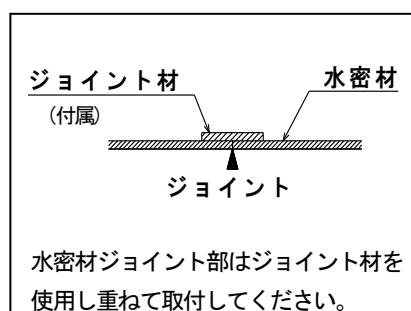 ジョイント材
水密材
(付属)
ジョイント
水密材ジョイント部はジョイント材を
使用し重ねて取付してください。